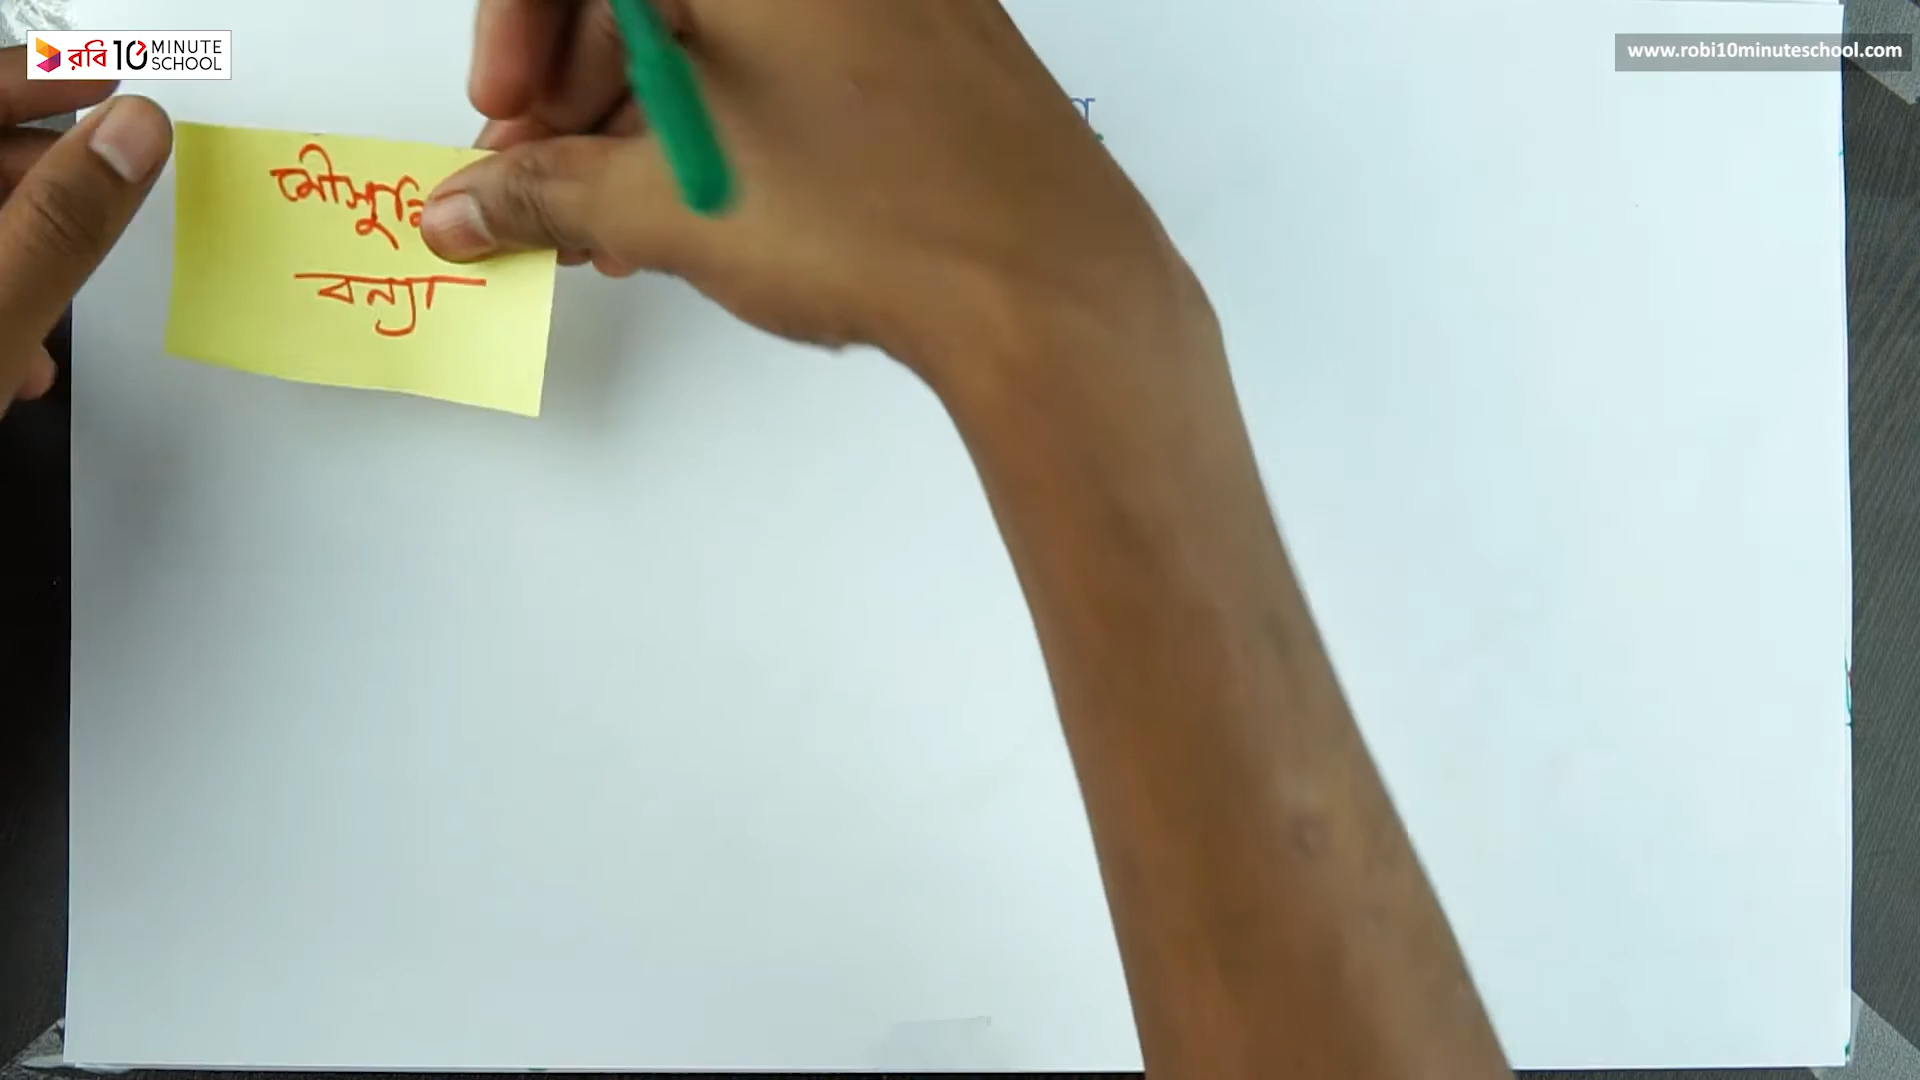 রবি 10 MINUTE SCHOOL
www.robi10minuteschool.com
বন্যা